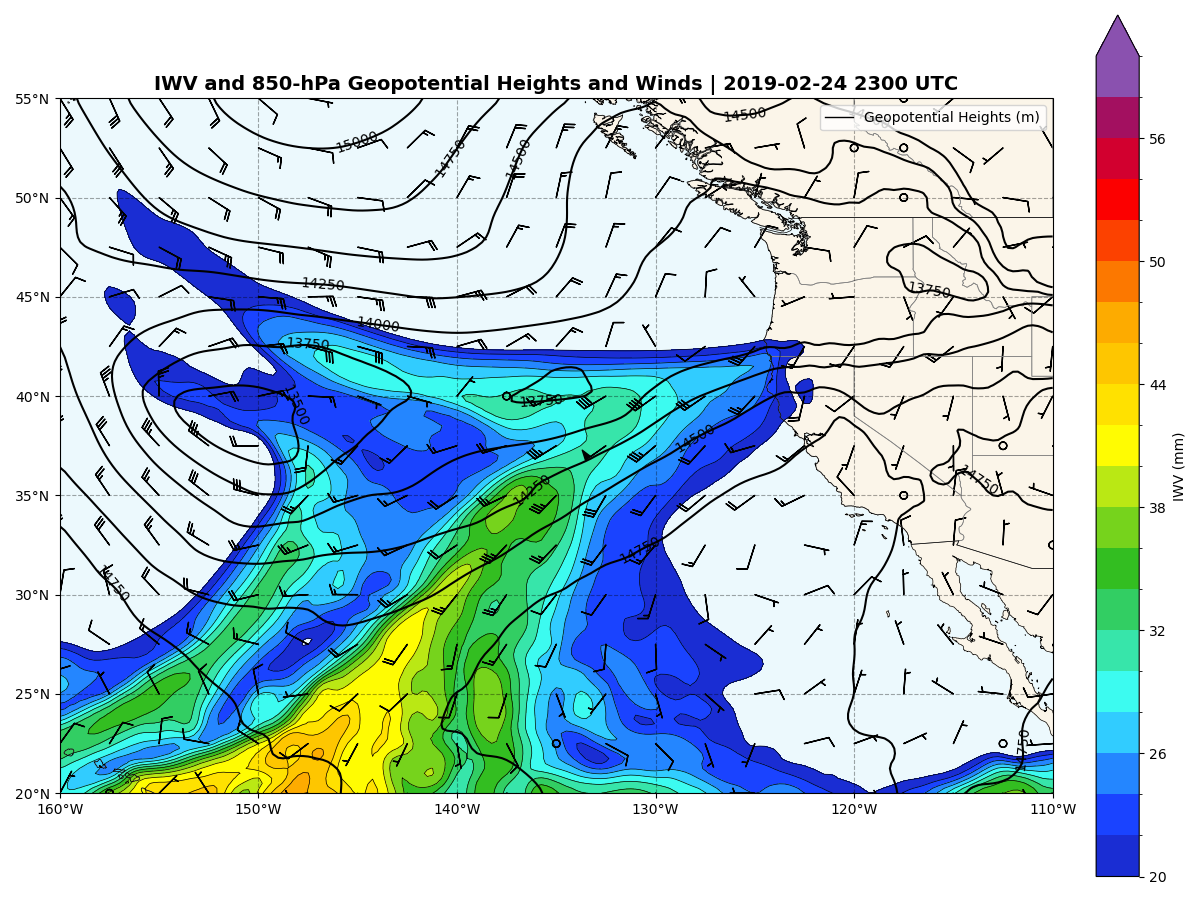 IWV and 850-hPa Geopotential Heights and Winds | 2019-02-24 2300 UTC
55°N
50°N
45°N
40°N
35°N
30°N
25°N
20°N
160°W
150°W
140°W
130°W
120°W
110°W
Geopotential Heights (m)
15000
14750
14500
14500
14250
14000
13750
13500
13750
13750
14500
14250
14750
14750
14750
14750
56
50
44
38
32
26
20
IWV (mm)